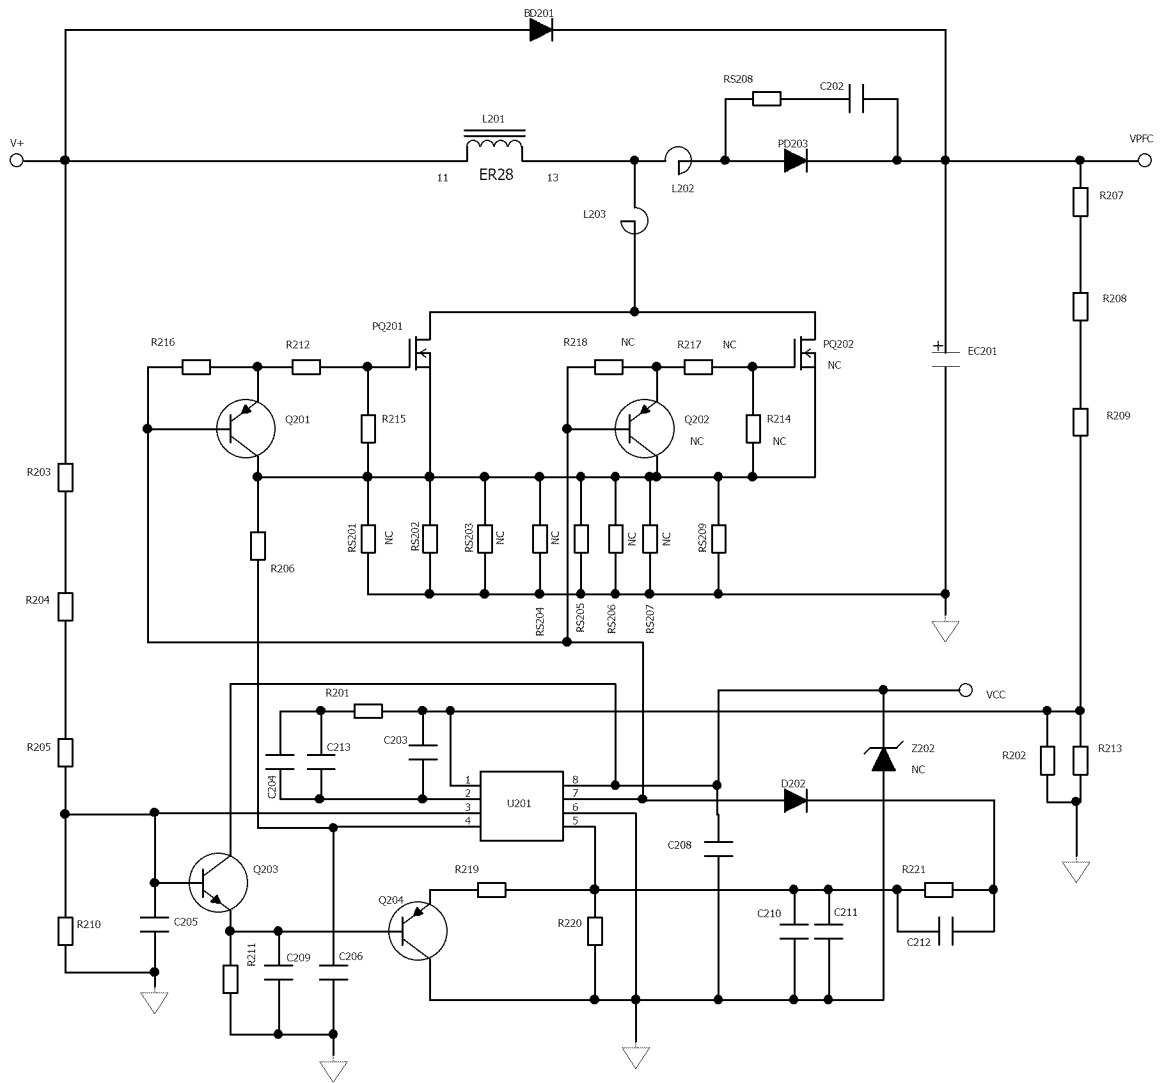 BD201
RS208
C202
L201
V+
VPFC
PD203
11
ER28
13
L202
R207
L203
R208
PQ201
R216
R212
R218
NC
R217
NC
PQ202
NC
EC201
Q201
R215
Q202
NC
R214
NC
R209
R203
RS201
NC
RS202
RS203
NC
NC
NC
NC
RS209
R206
R204
RS204
RS205
RS206
RS207
R201
VCC
R205
C204
C213
C203
Z202
NC
R202
R213
1
8
D202
2
U201
7
3
6
4
5
C208
Q203
R219
R221
Q204
R210
C205
R220
C210
C211
C212
R211
C209
C206